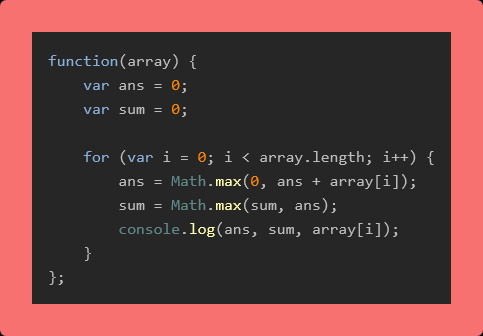 function(array) {
    var ans = 0;
    var sum = 0;

    for (var i = 0; i < array.length; i++) {
        ans = Math.max(0, ans + array[i]);
        sum = Math.max(sum, ans);
        console.log(ans, sum, array[i]);
    }
};